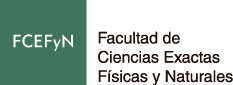 FCEFyN
Facultad de
Ciencias Exactas
Físicas y Naturales